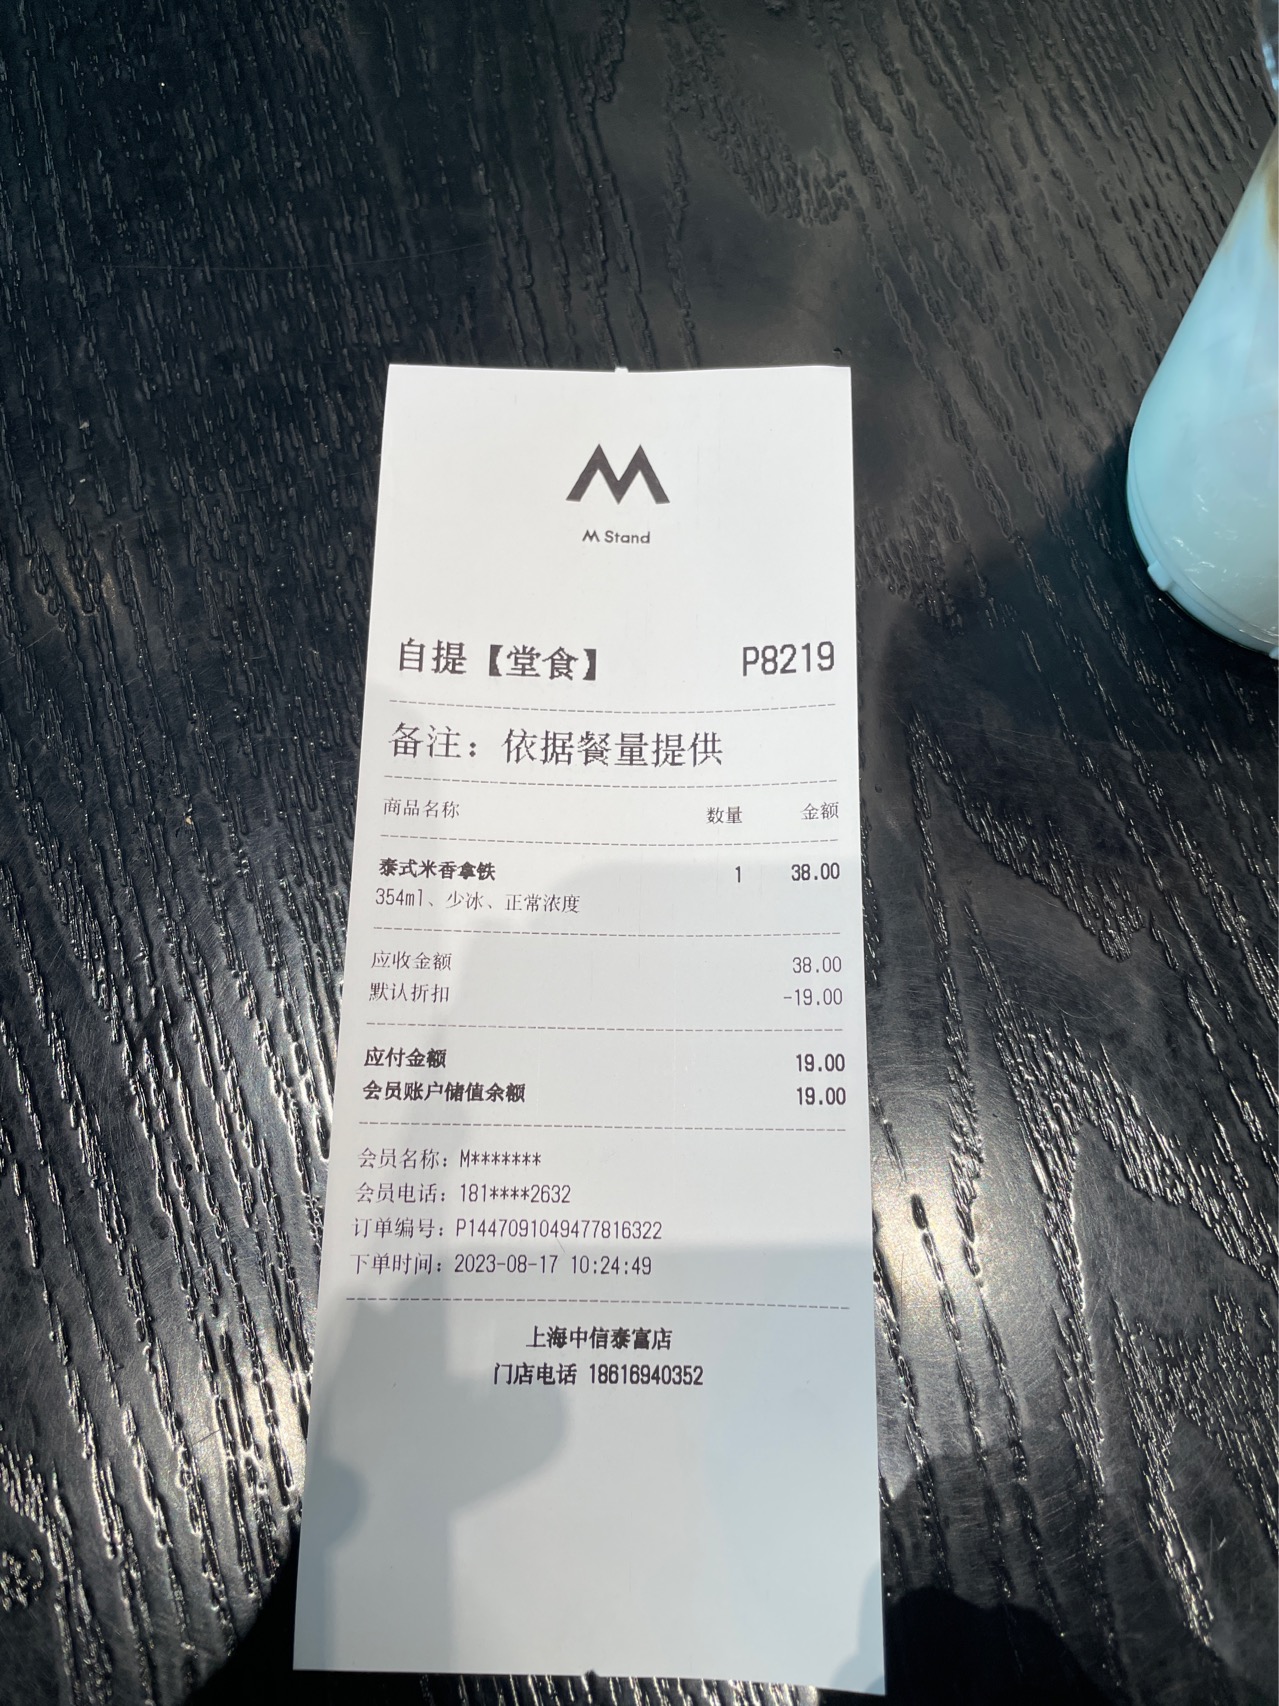 M Stand
自提【堂食】 P8219
备注：依据餐量提供
商品名称 数量 金额
泰式米香拿铁 1 38.00
354ml、少冰、正常浓度
应收金额 38.00
默认折扣 -19.00
应付金额 19.00
会员账户储值余额 19.00
会员名称：M*******
会员电话：181****2632
订单编号：P1447091049477816322
下单时间：2023-08-17 10:24:49
上海中信泰富店
门店电话 18616940352